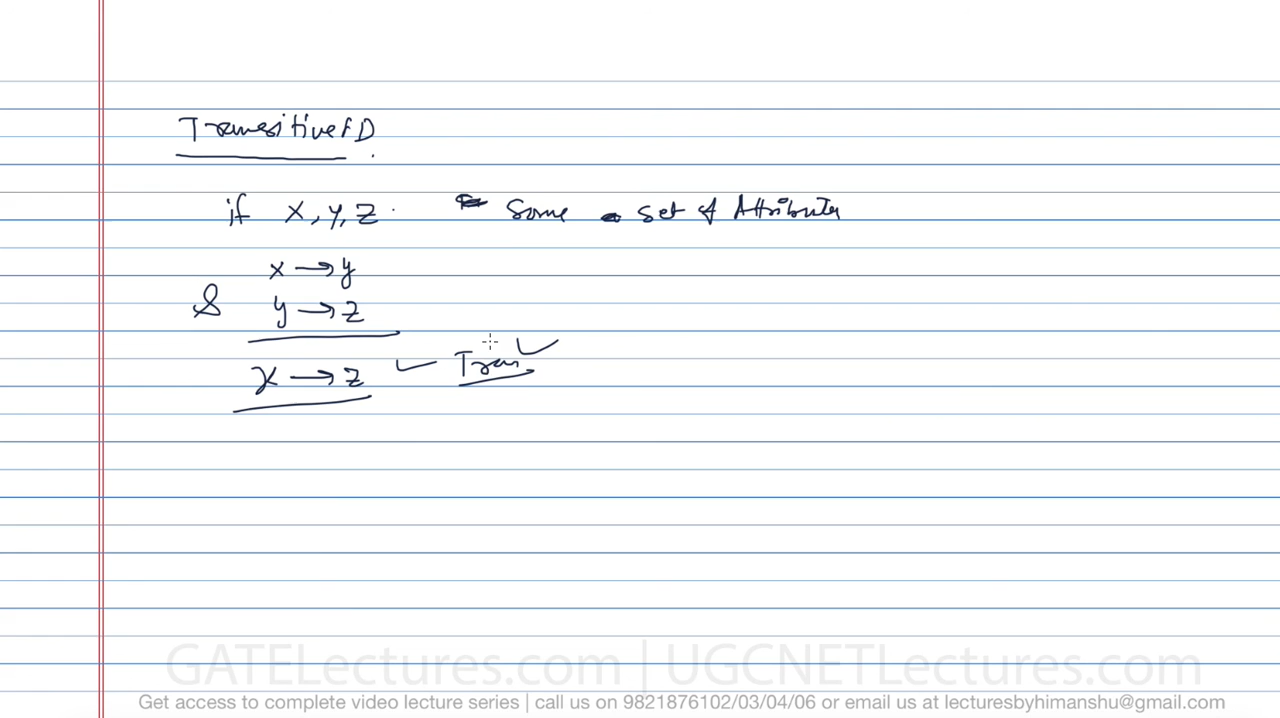 Transitive FD
if X, Y, Z. Some set of Attributes
x → y
& y → z
x → z Tran
GATELectures.com | UGCNETLectures.com
Get access to complete video lecture series | call us on 9821876102/03/04/06 or email us at lecturesbyhimanshu@gmail.com